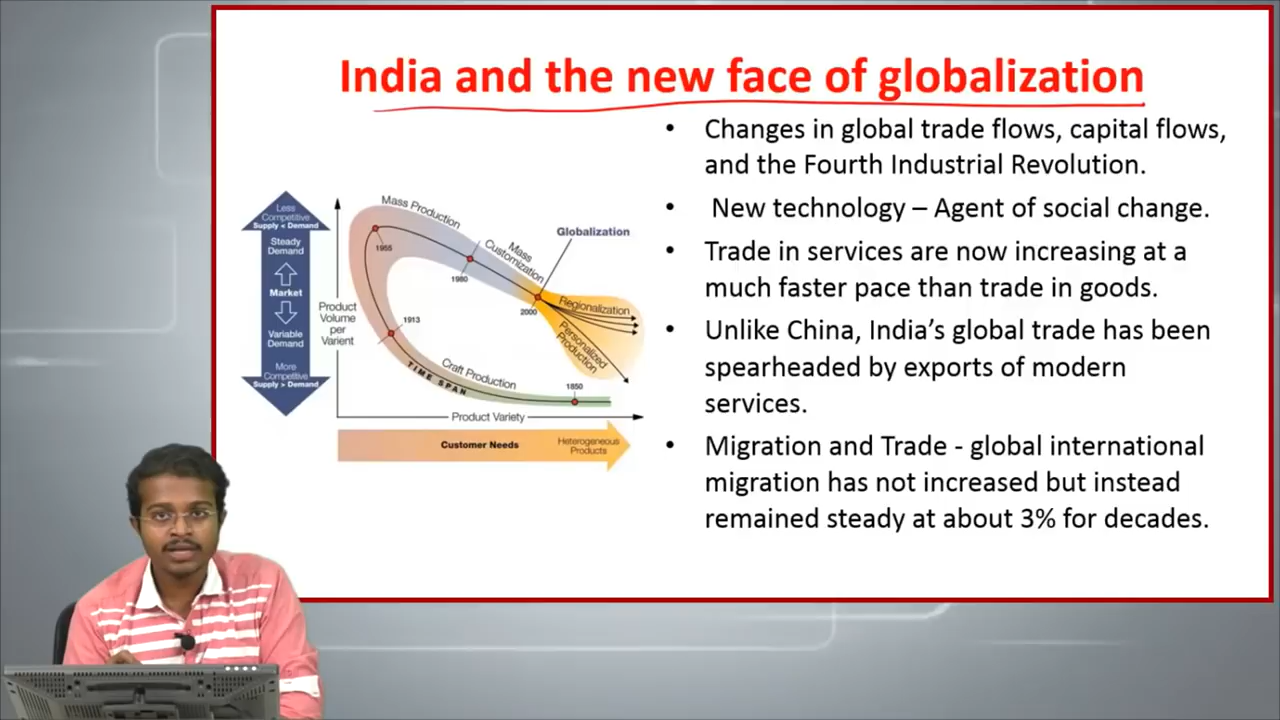 India and the new face of globalization
• Changes in global trade flows, capital flows,
and the Fourth Industrial Revolution.
• New technology – Agent of social change.
• Trade in services are now increasing at a
much faster pace than trade in goods.
• Unlike China, India's global trade has been
spearheaded by exports of modern
services.
• Migration and Trade - global international
migration has not increased but instead
remained steady at about 3% for decades.
Less
Competitive
Supply < Demand
Steady
Demand
Market
Variable
Demand
More
Competitive
Supply > Demand
Product
Volume
per
Varient
Mass Production
1955
1980
Mass
Customization
Globalization
2000
Regionalization
Personalized
Production
1913
Craft Production
TIME SPAN
1850
Product Variety
Customer Needs
Heterogeneous
Products